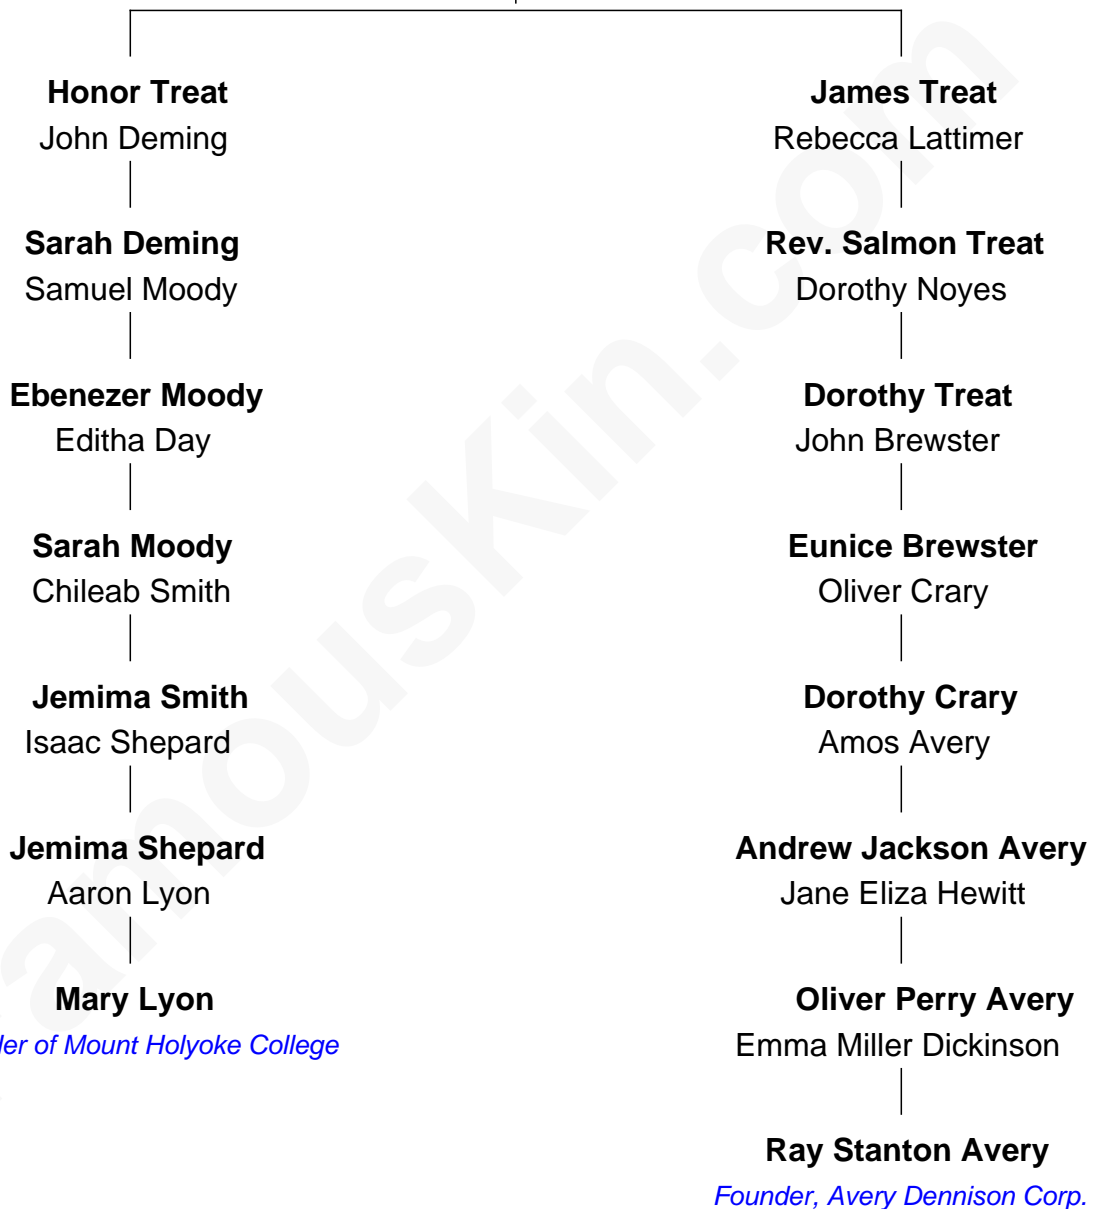 Honor Treat
John Deming
Sarah Deming
Samuel Moody
Ebenezer Moody
Editha Day
Sarah Moody
Chileab Smith
Jemima Smith
Isaac Shepard
Jemima Shepard
Aaron Lyon
Mary Lyon
of Mount Holyoke College
James Treat
Rebecca Lattimer
Rev. Salmon Treat
Dorothy Noyes
Dorothy Treat
John Brewster
Eunice Brewster
Oliver Crary
Dorothy Crary
Amos Avery
Andrew Jackson Avery
Jane Eliza Hewitt
Oliver Perry Avery
Emma Miller Dickinson
Ray Stanton Avery
Founder, Avery Dennison Corp.
amouskin.com